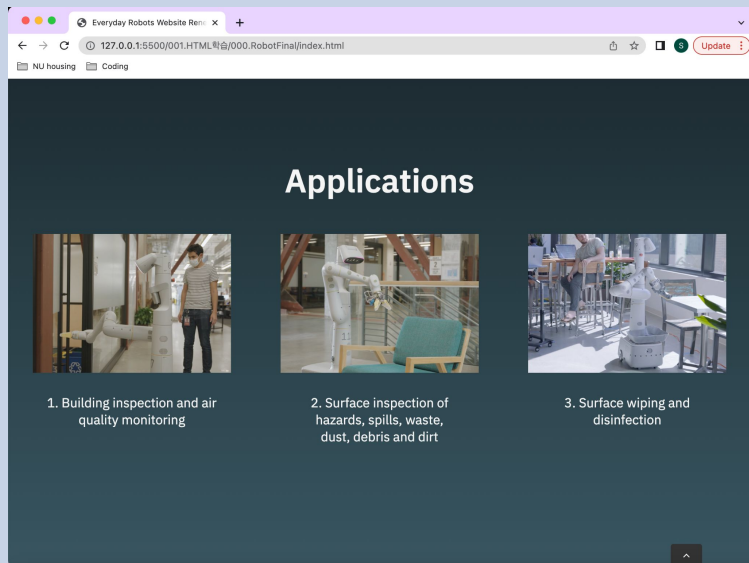 Everyday Robots Website Ren
127.0.0.1:5500/001.HTML학습/000.RobotFinal/index.html
S
Update
NU housing
Coding
Applications
1. Building inspection and air
quality monitoring
2. Surface inspection of
hazards, spills, waste,
dust, debris and dirt
3. Surface wiping and
disinfection